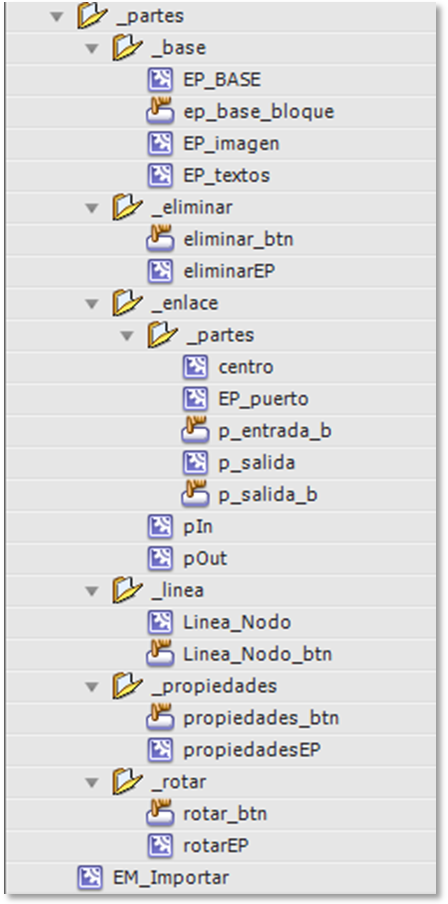 _partes
_base
EP_BASE
ep_base_bloque
EP_imagen
EP_textos
_eliminar
eliminar_btn
eliminarEP
_enlace
_partes
centro
EP_puerto
p_entrada_b
p_salida
p_salida_b
pIn
pOut
_linea
Linea_Nodo
Linea_Nodo_btn
_propiedades
propiedades_btn
propiedadesEP
_rotar
rotar_btn
rotarEP
EM_Importar